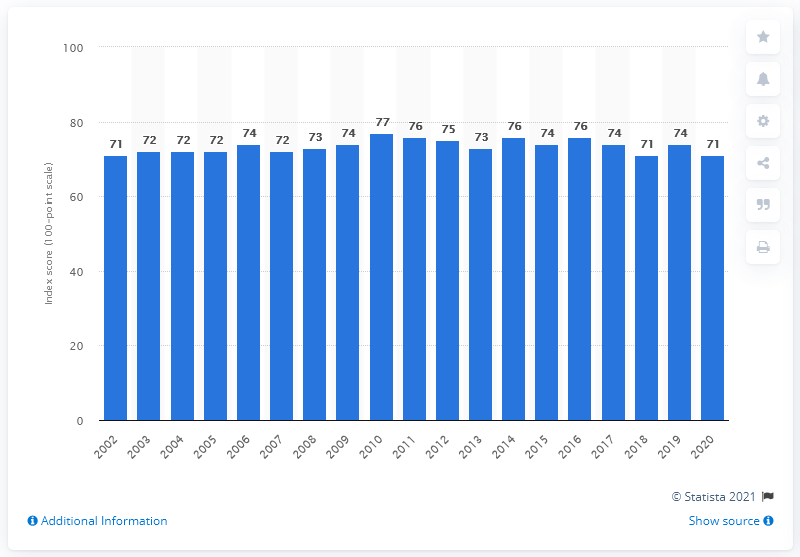 100
80
60
40
20
0
Index score (100-point scale)
71 72 72 72 74 72 73 74 77 76 75 73 76 74 76 74 71 74 71
2002 2003 2004 2005 2006 2007 2008 2009 2010 2011 2012 2013 2014 2015 2016 2017 2018 2019 2020
© Statista 2021
Additional Information
Show source